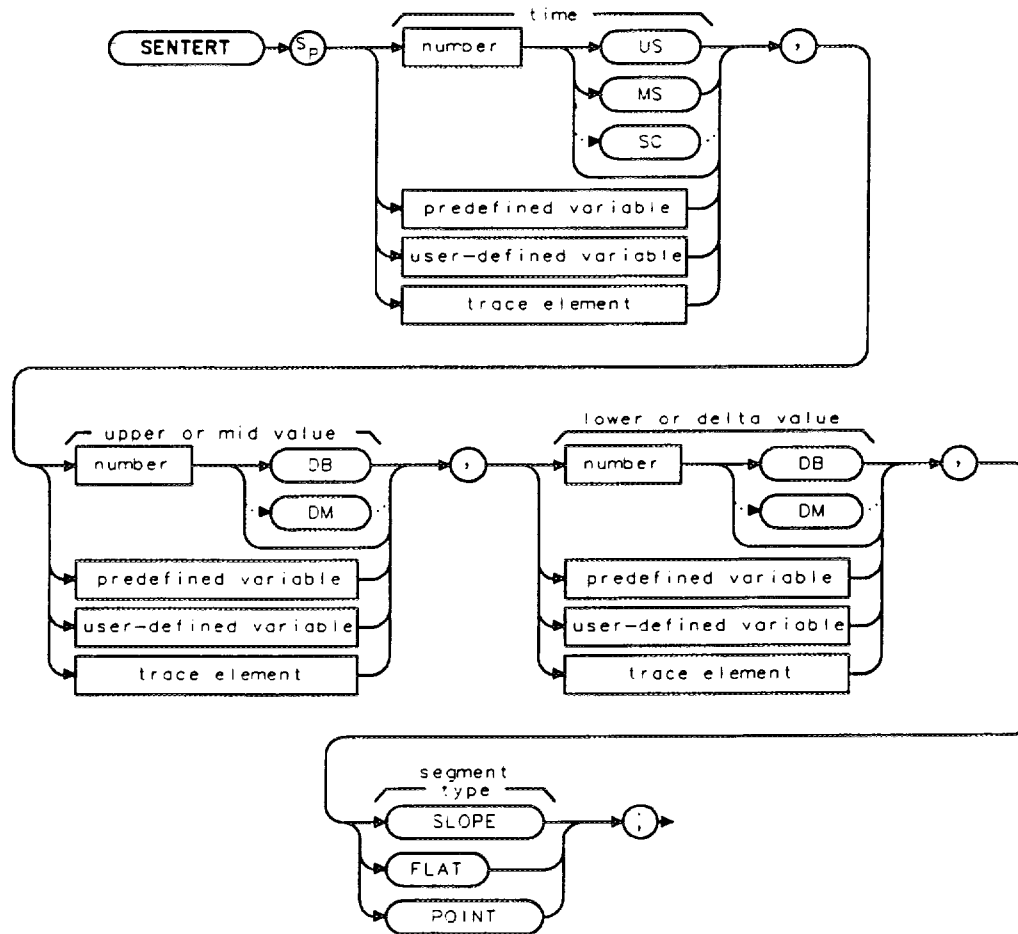 time
SENTERT
SP
number
US
,
MS
SC
predefined variable
user-defined variable
trace element
upper or mid value
lower or delta value
number
DB
,
number
DB
,
DM
DM
predefined variable
predefined variable
user-defined variable
user-defined variable
trace element
trace element
segment
type
SLOPE
;
FLAT
POINT